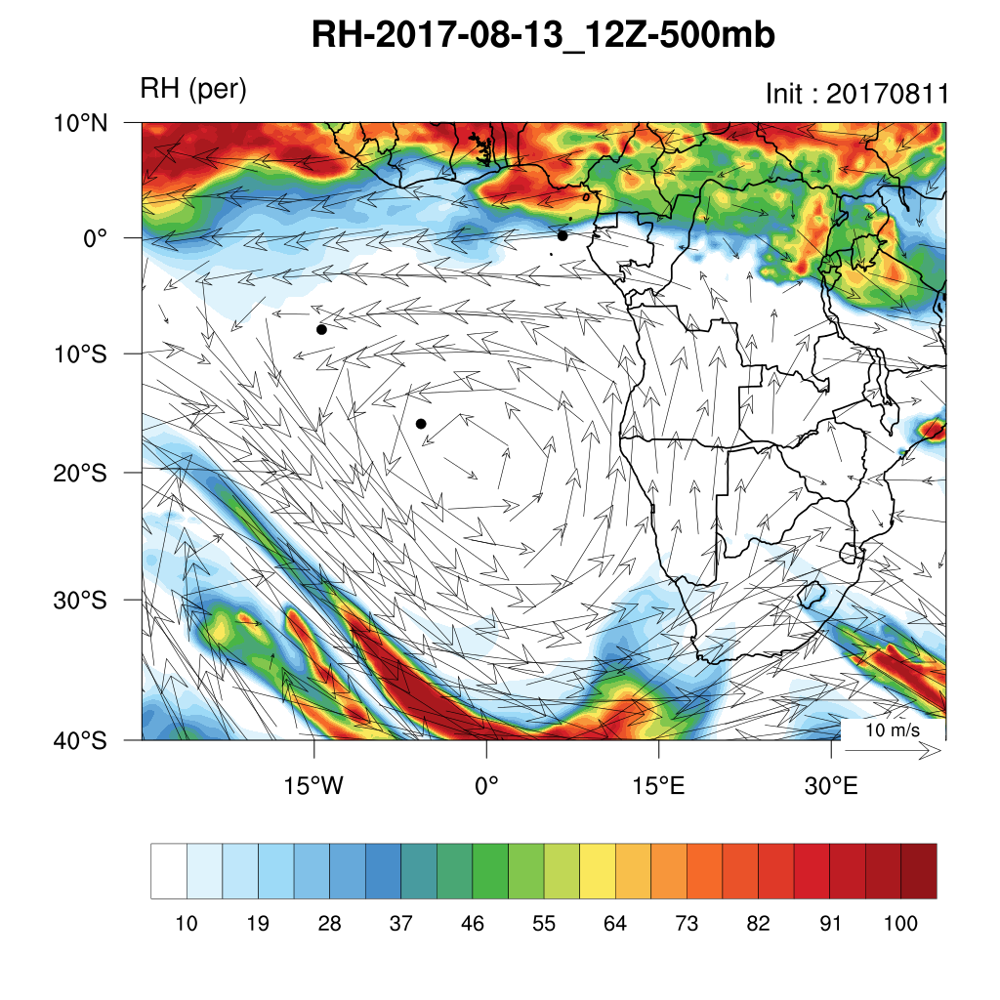 RH-2017-08-13_12Z-500mb
RH (per)
Init : 20170811
10°N
0°
10°S
20°S
30°S
40°S
10 m/s
15°W 0° 15°E 30°E
10 19 28 37 46 55 64 73 82 91 100